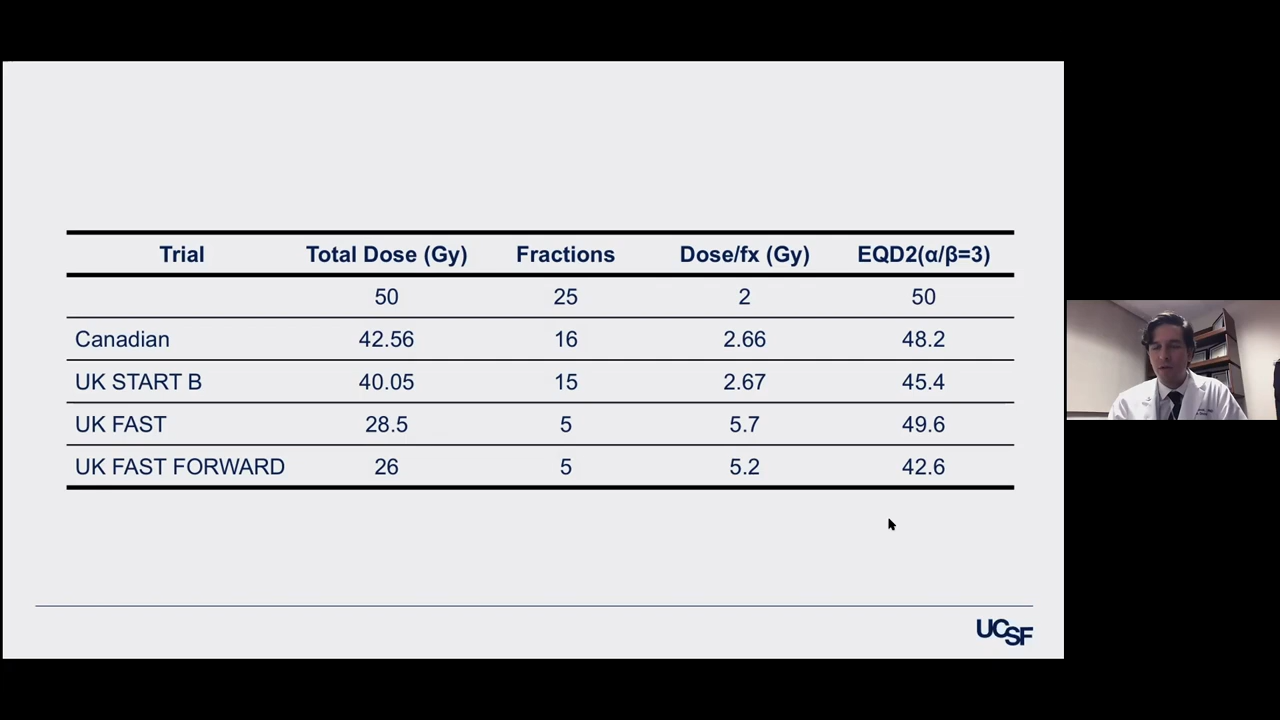 Trial Total Dose (Gy) Fractions Dose/fx (Gy) EQD2(α/β=3)
50 25 2 50
Canadian 42.56 16 2.66 48.2
UK START B 40.05 15 2.67 45.4
UK FAST 28.5 5 5.7 49.6
UK FAST FORWARD 26 5 5.2 42.6
UCSF